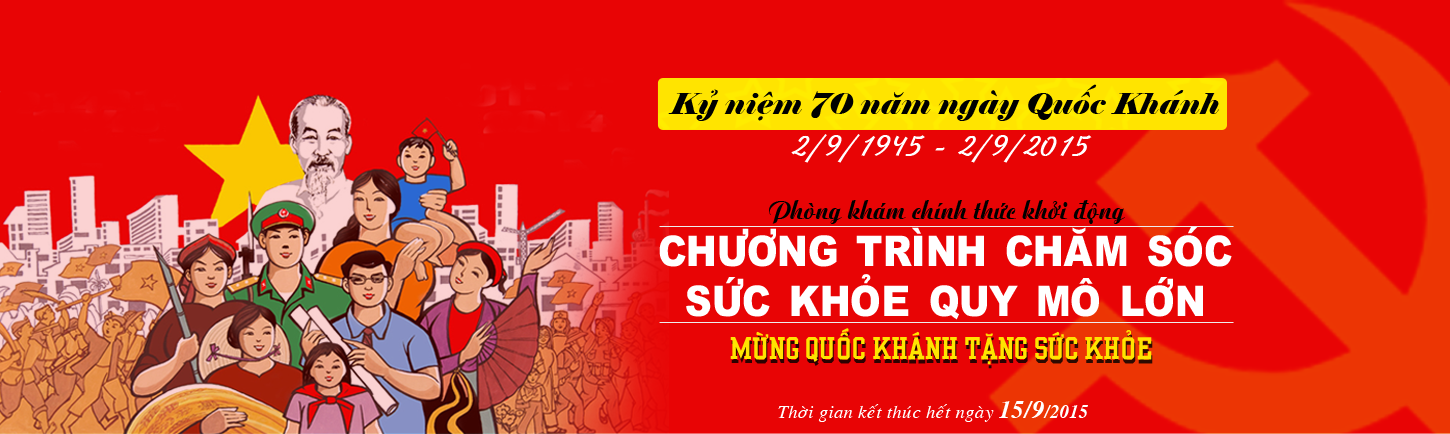 Kỷ niệm 70 năm ngày Quốc Khánh
2/9/1945 - 2/9/2015
Phòng khám chính thức khởi động
CHƯƠNG TRÌNH CHĂM SÓC
SỨC KHỎE QUY MÔ LỚN
MỪNG QUỐC KHÁNH TẶNG SỨC KHỎE
Thời gian kết thúc hết ngày 15/9/2015